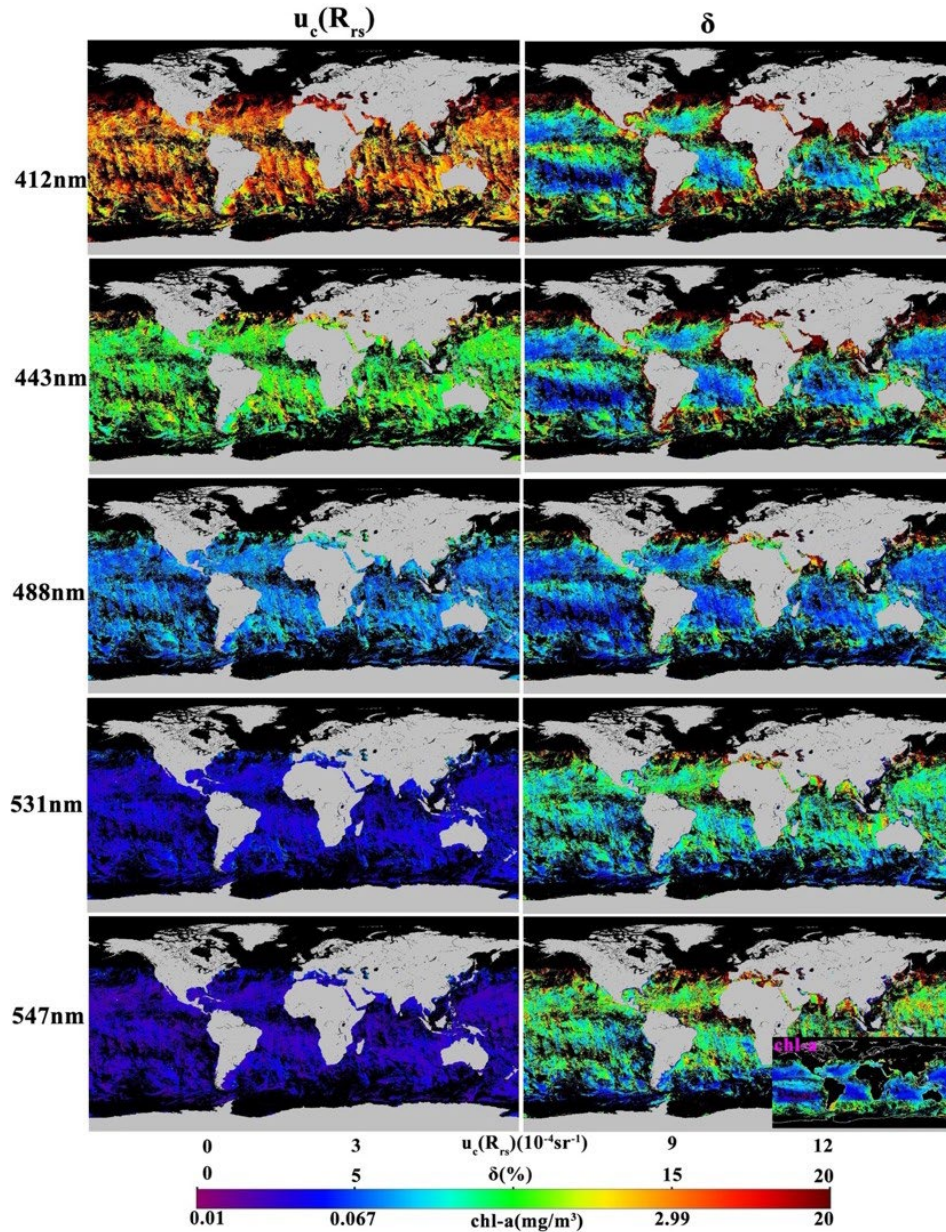 u_c(R_rs) δ
412nm
443nm
488nm
531nm
547nm
chl-a
0 3 u_c(R_rs)(10⁻⁴sr⁻¹) 9 12
0 5 δ(%) 15 20
0.01 0.067 chl-a(mg/m³) 2.99 20